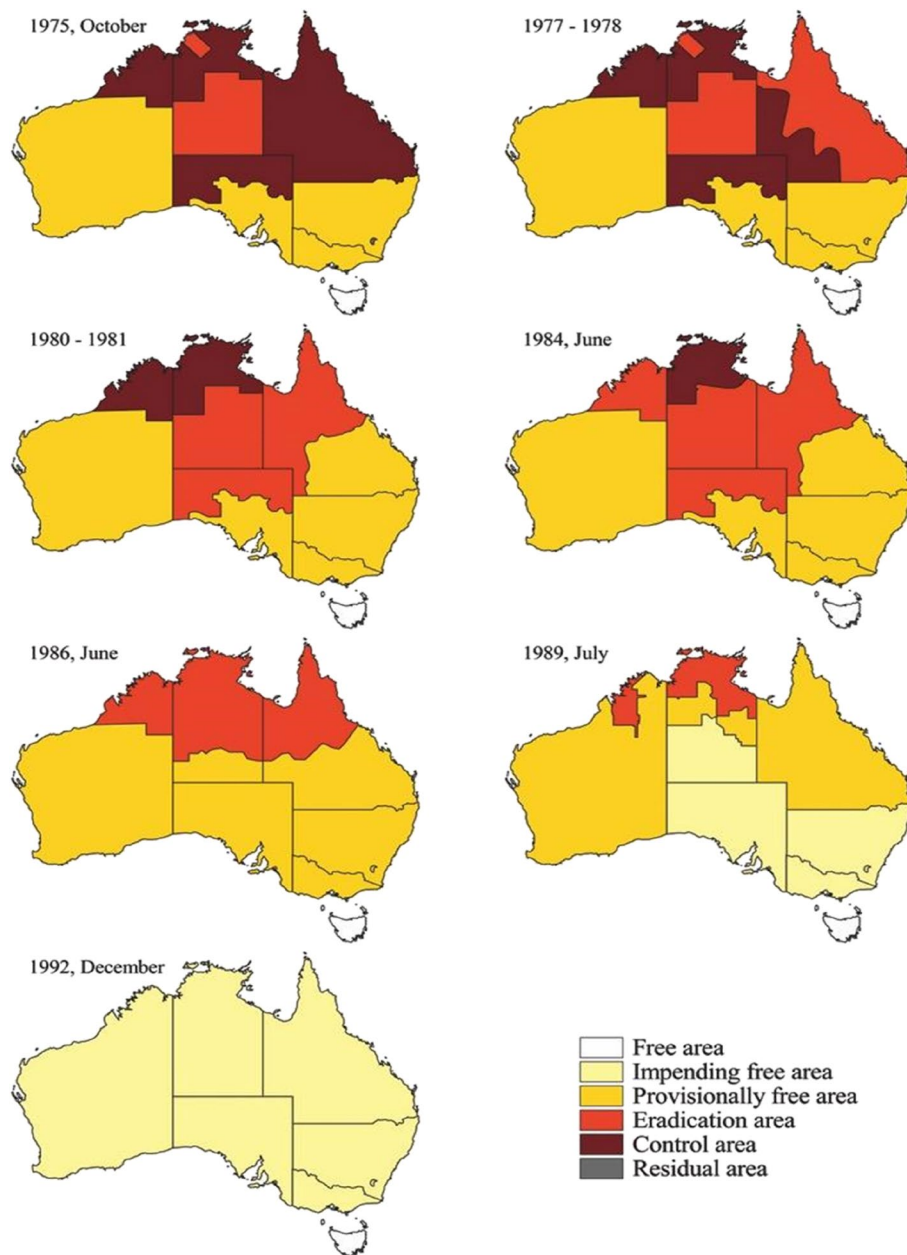 1975, October
1977 - 1978
1980 - 1981
1984, June
1986, June
1989, July
1992, December
Free area
Impending free area
Provisionally free area
Eradication area
Control area
Residual area